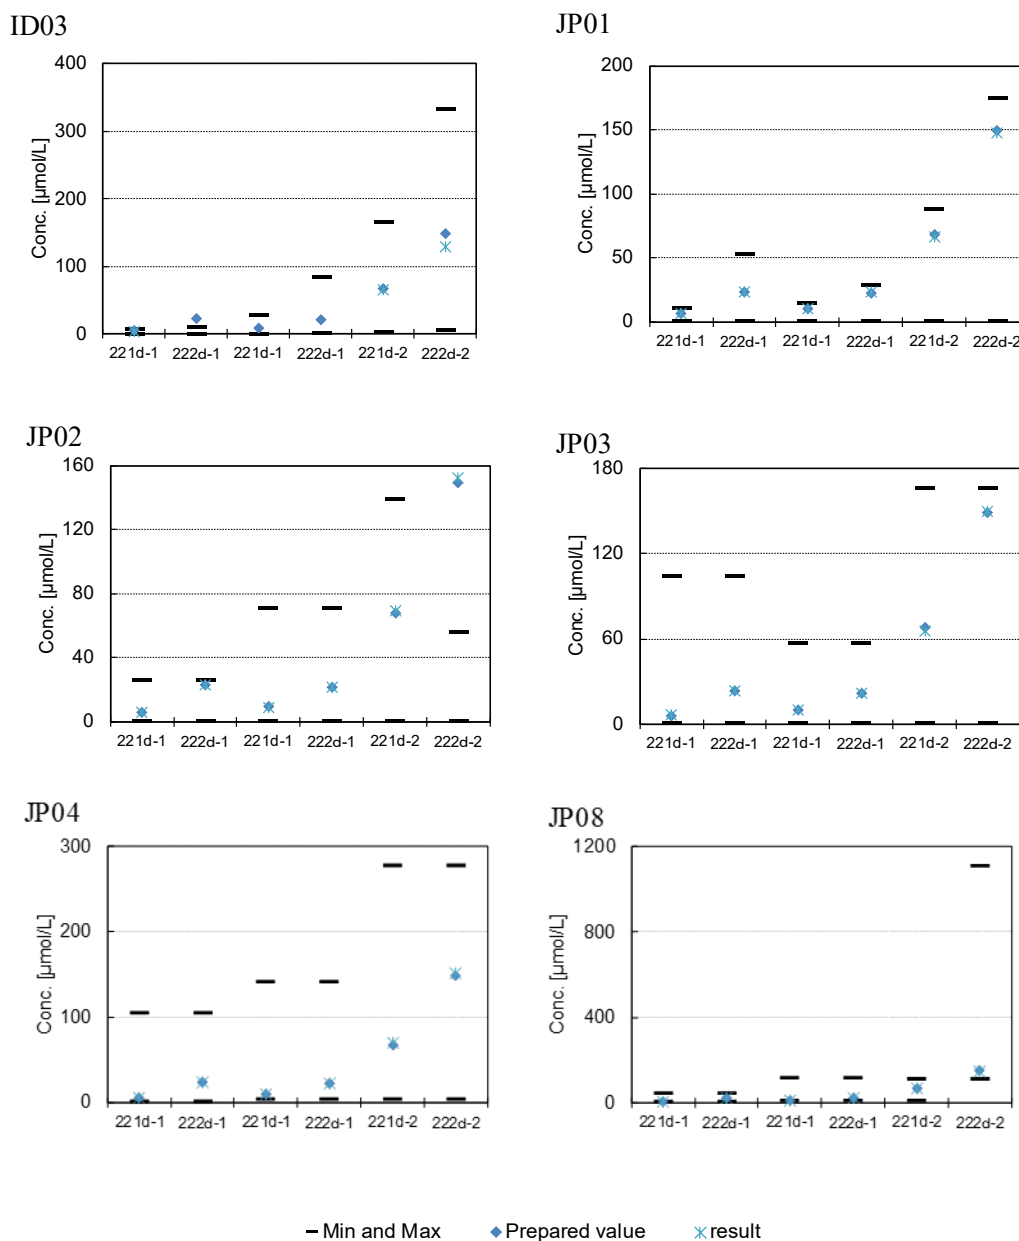 ID03
JP01
400
300
200
100
0
Conc. [µmol/L]
221d-1 222d-1 221d-1 222d-1 221d-2 222d-2
200
150
100
50
0
Conc. [µmol/L]
221d-1 222d-1 221d-1 222d-1 221d-2 222d-2
JP02
JP03
160
120
80
40
0
Conc. [µmol/L]
221d-1 222d-1 221d-1 222d-1 221d-2 222d-2
180
120
60
0
Conc. [µmol/L]
221d-1 222d-1 221d-1 222d-1 221d-2 222d-2
JP04
JP08
300
200
100
0
Conc. [µmol/L]
221d-1 222d-1 221d-1 222d-1 221d-2 222d-2
1200
800
400
0
Conc. [µmol/L]
221d-1 222d-1 221d-1 222d-1 221d-2 222d-2
Min and Max Prepared value result